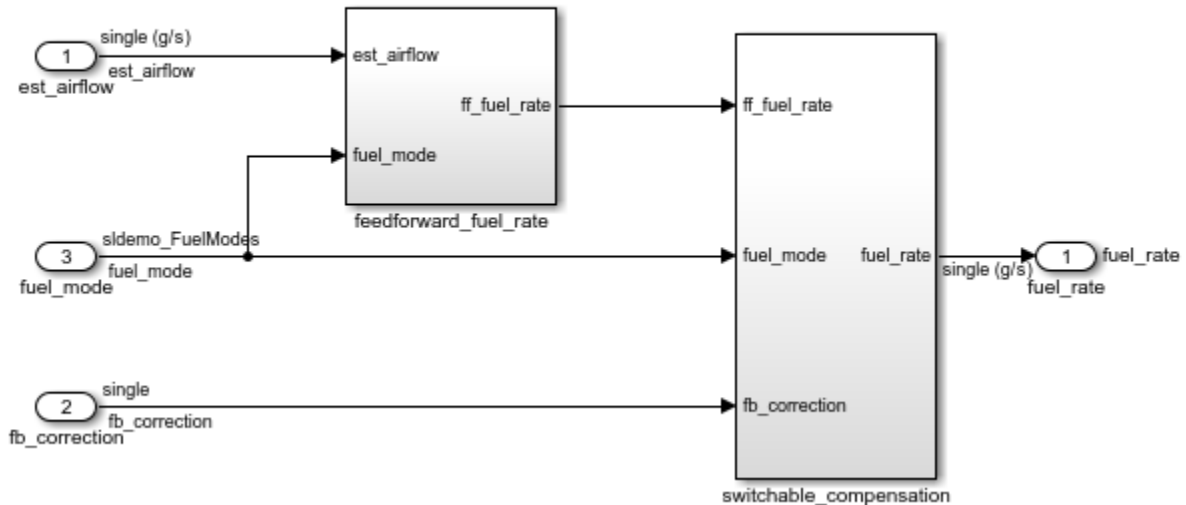 single (g/s)
1
est_airflow
est_airflow
est_airflow
ff_fuel_rate
fuel_mode
feedforward_fuel_rate
ff_fuel_rate
sldemo_FuelModes
3
fuel_mode
fuel_mode
fuel_mode
fuel_rate
single (g/s)
1
fuel_rate
fuel_rate
single
2
fb_correction
fb_correction
fb_correction
switchable_compensation